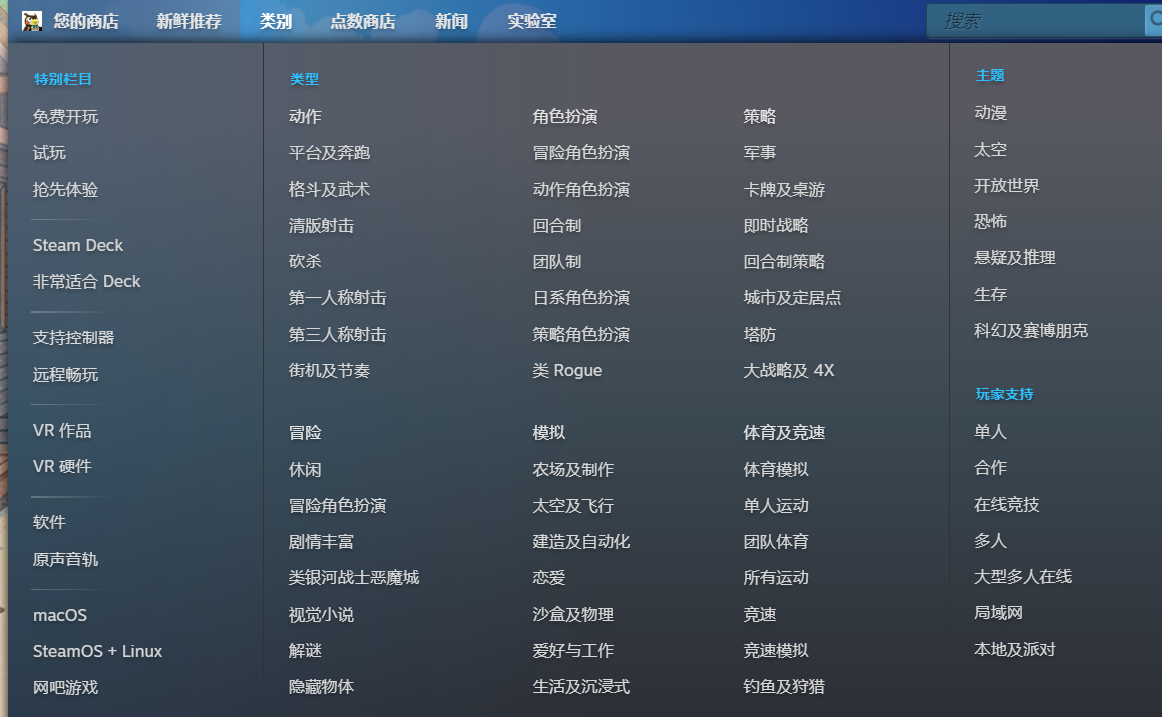 您的商店 新鲜推荐 类别 点数商店 新闻 实验室 搜索
特别栏目
免费开玩
试玩
抢先体验
Steam Deck
非常适合 Deck
支持控制器
远程畅玩
VR 作品
VR 硬件
软件
原声音轨
macOS
SteamOS + Linux
网吧游戏
类型
动作
平台及奔跑
格斗及武术
清版射击
砍杀
第一人称射击
第三人称射击
街机及节奏
角色扮演
冒险角色扮演
动作角色扮演
回合制
团队制
日系角色扮演
策略角色扮演
类 Rogue
策略
军事
卡牌及桌游
即时战略
回合制策略
城市及定居点
塔防
大战略及 4X
冒险
休闲
冒险角色扮演
剧情丰富
类银河战士恶魔城
视觉小说
解谜
隐藏物体
模拟
农场及制作
太空及飞行
建造及自动化
恋爱
沙盒及物理
爱好与工作
生活及沉浸式
体育及竞速
体育模拟
单人运动
团队体育
所有运动
竞速
竞速模拟
钓鱼及狩猎
主题
动漫
太空
开放世界
恐怖
悬疑及推理
生存
科幻及赛博朋克
玩家支持
单人
合作
在线竞技
多人
大型多人在线
局域网
本地及派对